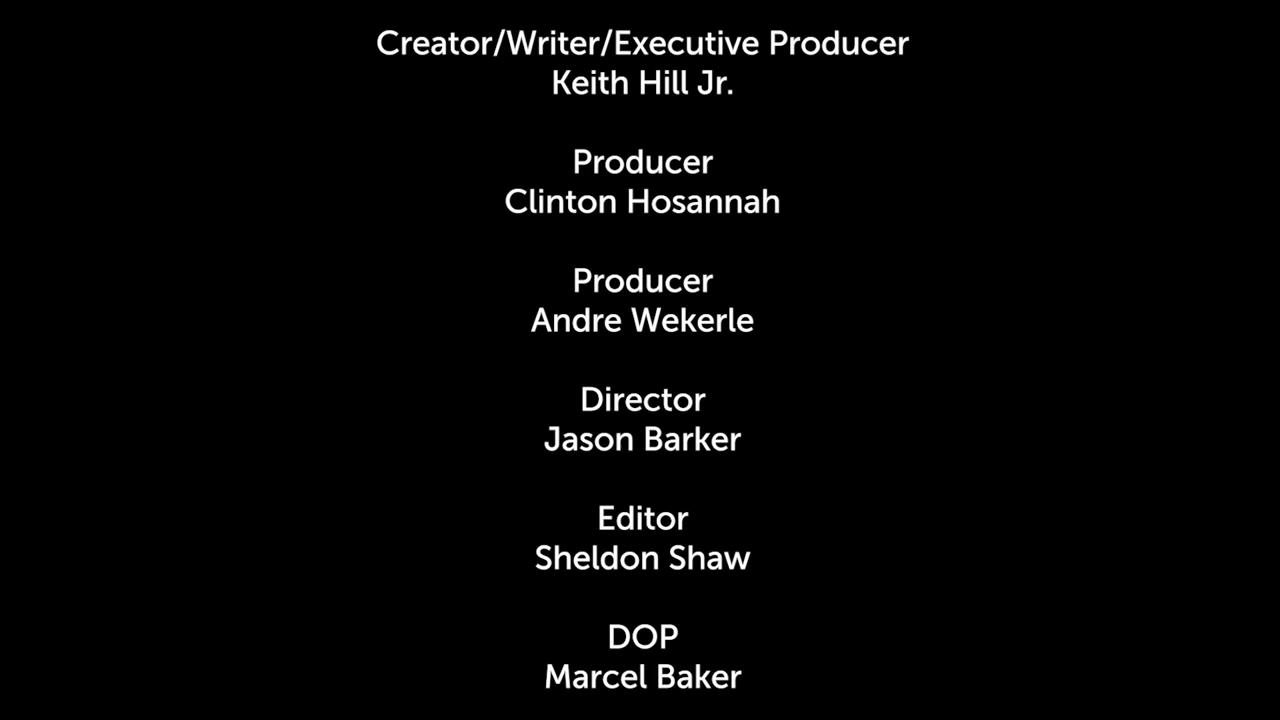 Creator/Writer/Executive Producer
Keith Hill Jr.
Producer
Clinton Hosannah
Producer
Andre Wekerle
Director
Jason Barker
Editor
Sheldon Shaw
DOP
Marcel Baker